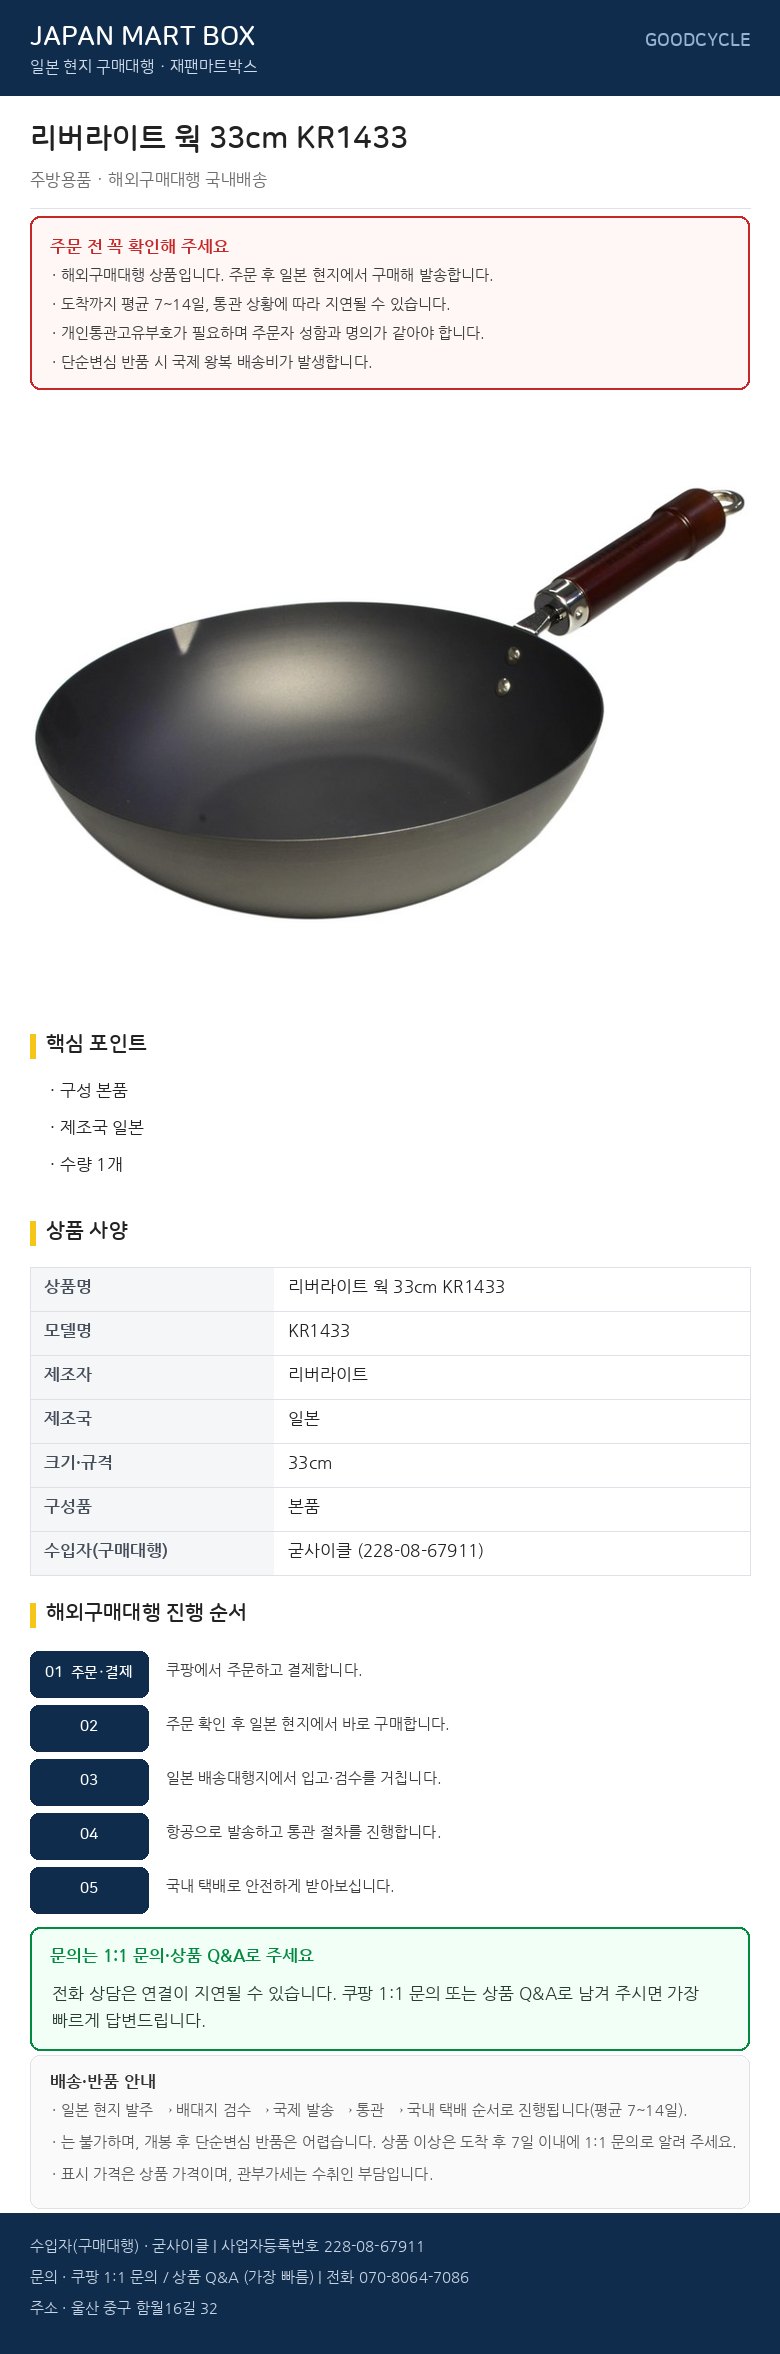 JAPAN MART BOX
일본 현지 구매대행 · 재팬마트박스
GOODCYCLE
리버라이트 웍 33cm KR1433
주방용품 · 해외구매대행 국내배송
주문 전 꼭 확인해 주세요
· 해외구매대행 상품입니다. 주문 후 일본 현지에서 구매해 발송합니다.
· 도착까지 평균 7~14일, 통관 상황에 따라 지연될 수 있습니다.
· 개인통관고유부호가 필요하며 주문자 성함과 명의가 같아야 합니다.
· 단순변심 반품 시 국제 왕복 배송비가 발생합니다.
핵심 포인트
· 구성 본품
· 제조국 일본
· 수량 1개
상품 사양
상품명 리버라이트 웍 33cm KR1433
모델명 KR1433
제조자 리버라이트
제조국 일본
크기·규격 33cm
구성품 본품
수입자(구매대행) 굳사이클 (228-08-67911)
해외구매대행 진행 순서
01 주문·결제 쿠팡에서 주문하고 결제합니다.
02 주문 확인 후 일본 현지에서 바로 구매합니다.
03 일본 배송대행지에서 입고·검수를 거칩니다.
04 항공으로 발송하고 통관 절차를 진행합니다.
05 국내 택배로 안전하게 받아보십니다.
문의는 1:1 문의·상품 Q&A로 주세요
전화 상담은 연결이 지연될 수 있습니다. 쿠팡 1:1 문의 또는 상품 Q&A로 남겨 주시면 가장
빠르게 답변드립니다.
배송·반품 안내
· 일본 현지 발주 → 배대지 검수 → 국제 발송 → 통관 → 국내 택배 순서로 진행됩니다(평균 7~14일).
· 는 불가하며, 개봉 후 단순변심 반품은 어렵습니다. 상품 이상은 도착 후 7일 이내에 1:1 문의로 알려 주세요.
· 표시 가격은 상품 가격이며, 관부가세는 수취인 부담입니다.
수입자(구매대행) · 굳사이클 | 사업자등록번호 228-08-67911
문의 · 쿠팡 1:1 문의 / 상품 Q&A (가장 빠름) | 전화 070-8064-7086
주소 · 울산 중구 함월16길 32